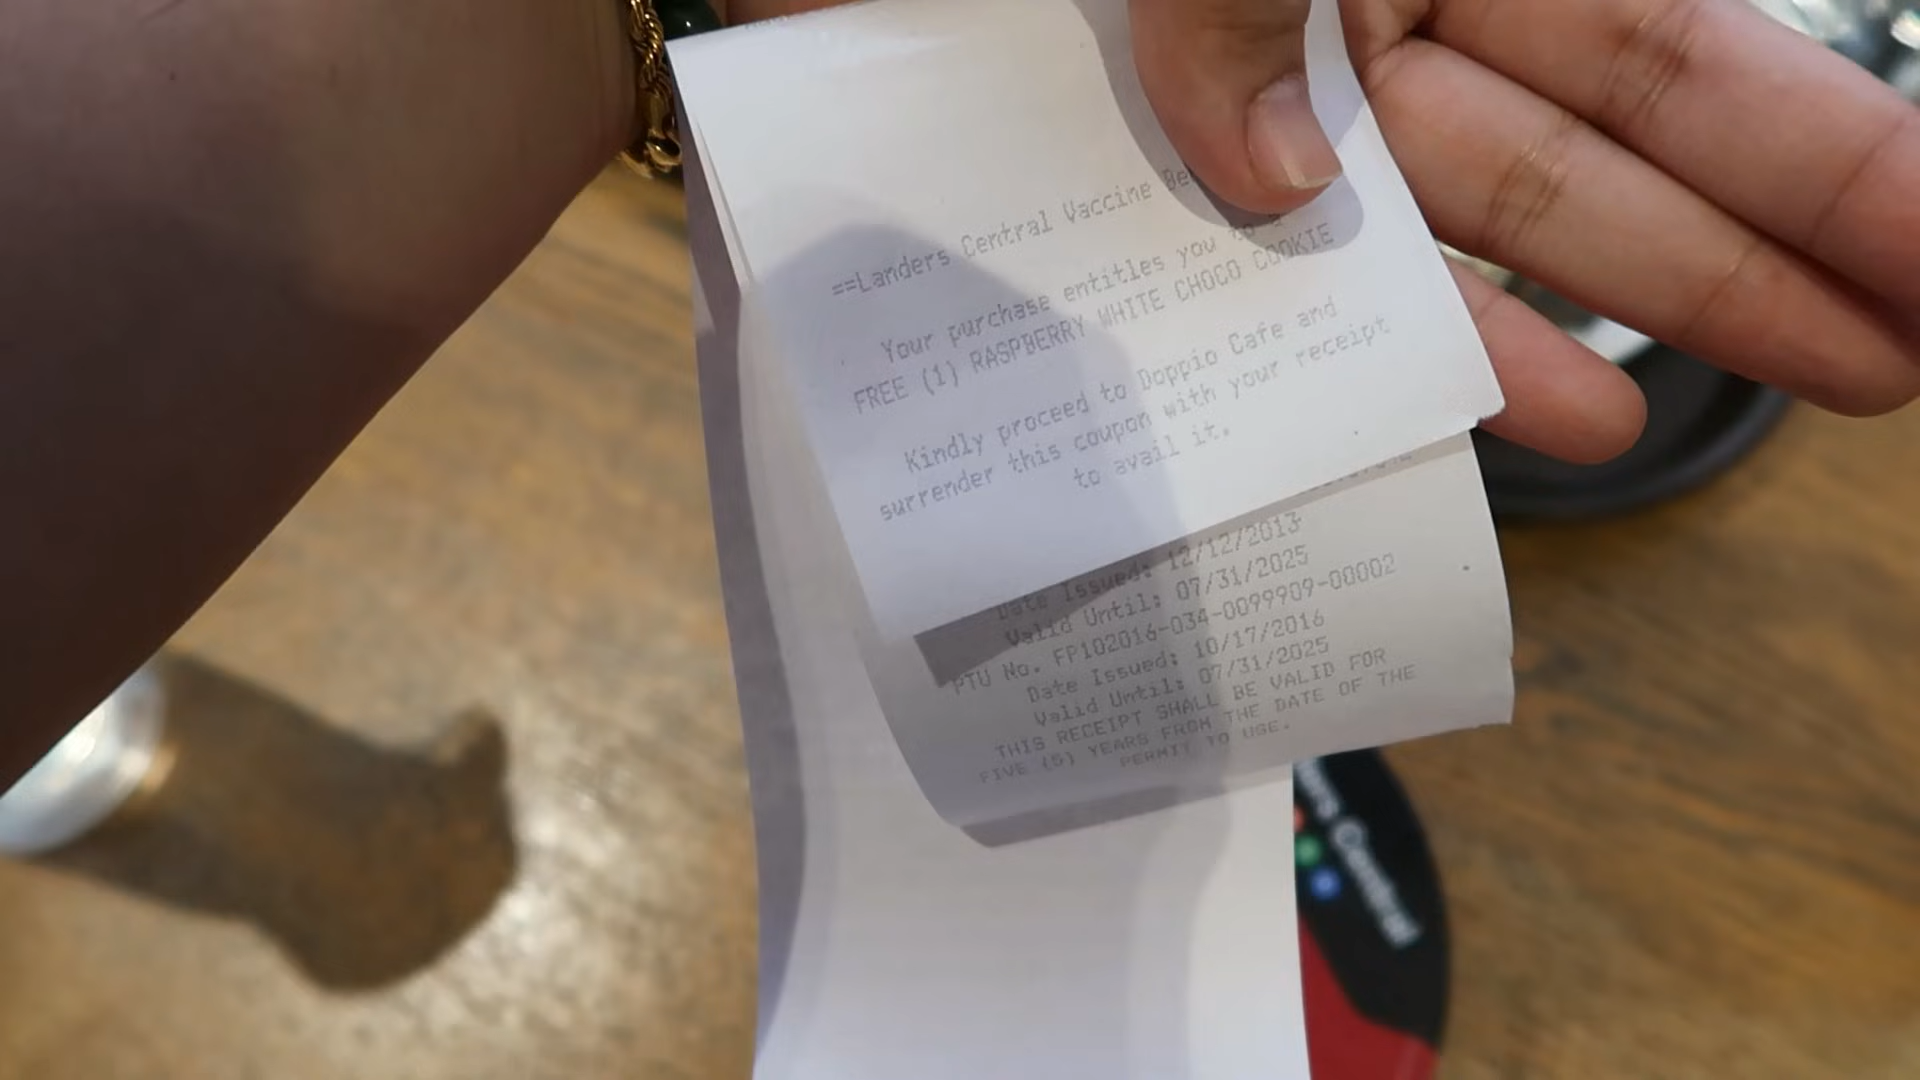 ==Landers Central Vaccine
Your purchase entitles you to a
FREE (1) RASPBERRY WHITE CHOCO COOKIE
Kindly proceed to Doppio Cafe and
surrender this coupon with your receipt
to avail it.
Date Issued: 12/12/2013
Valid Until: 07/31/2025
PTU No. FP102016-034-0099909-00002
Date Issued: 10/17/2016
Valid Until: 07/31/2025
THIS RECEIPT SHALL BE VALID FOR
FIVE (5) YEARS FROM THE DATE OF THE
PERMIT TO USE.
Central